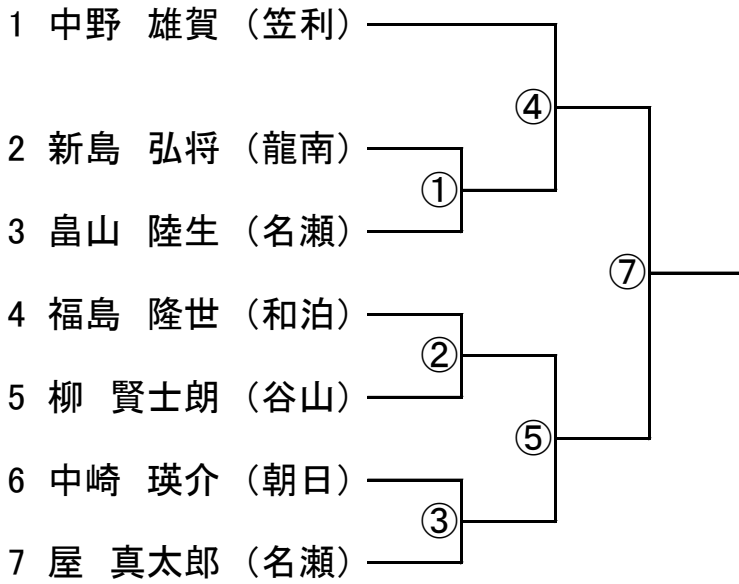 1 中野 雄賀 (笠利)
④
2 新島 弘将 (龍南)
①
3 畠山 陸生 (名瀬)
⑦
4 福島 隆世 (和泊)
②
5 柳 賢士朗 (谷山)
⑤
6 中崎 瑛介 (朝日)
③
7 屋 真太郎 (名瀬)